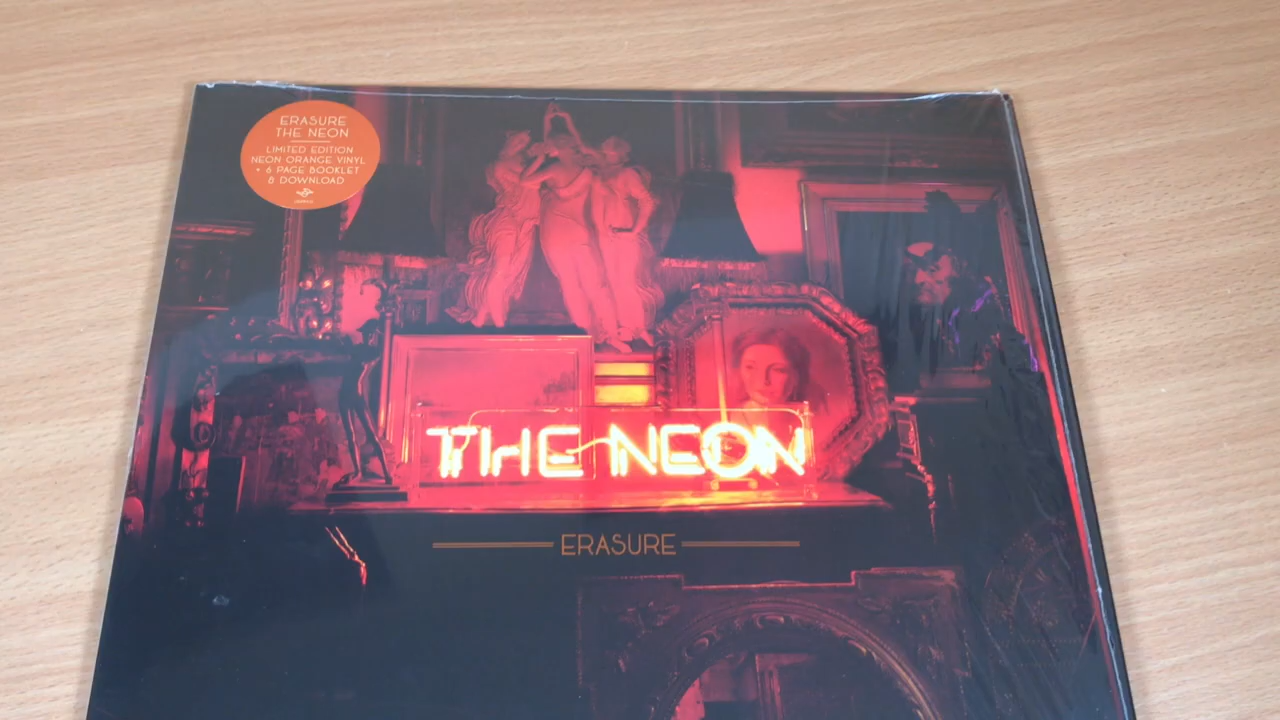 ERASURE
THE NEON
LIMITED EDITION
NEON ORANGE VINYL
+ 6 PAGE BOOKLET
& DOWNLOAD
THE NEON
ERASURE